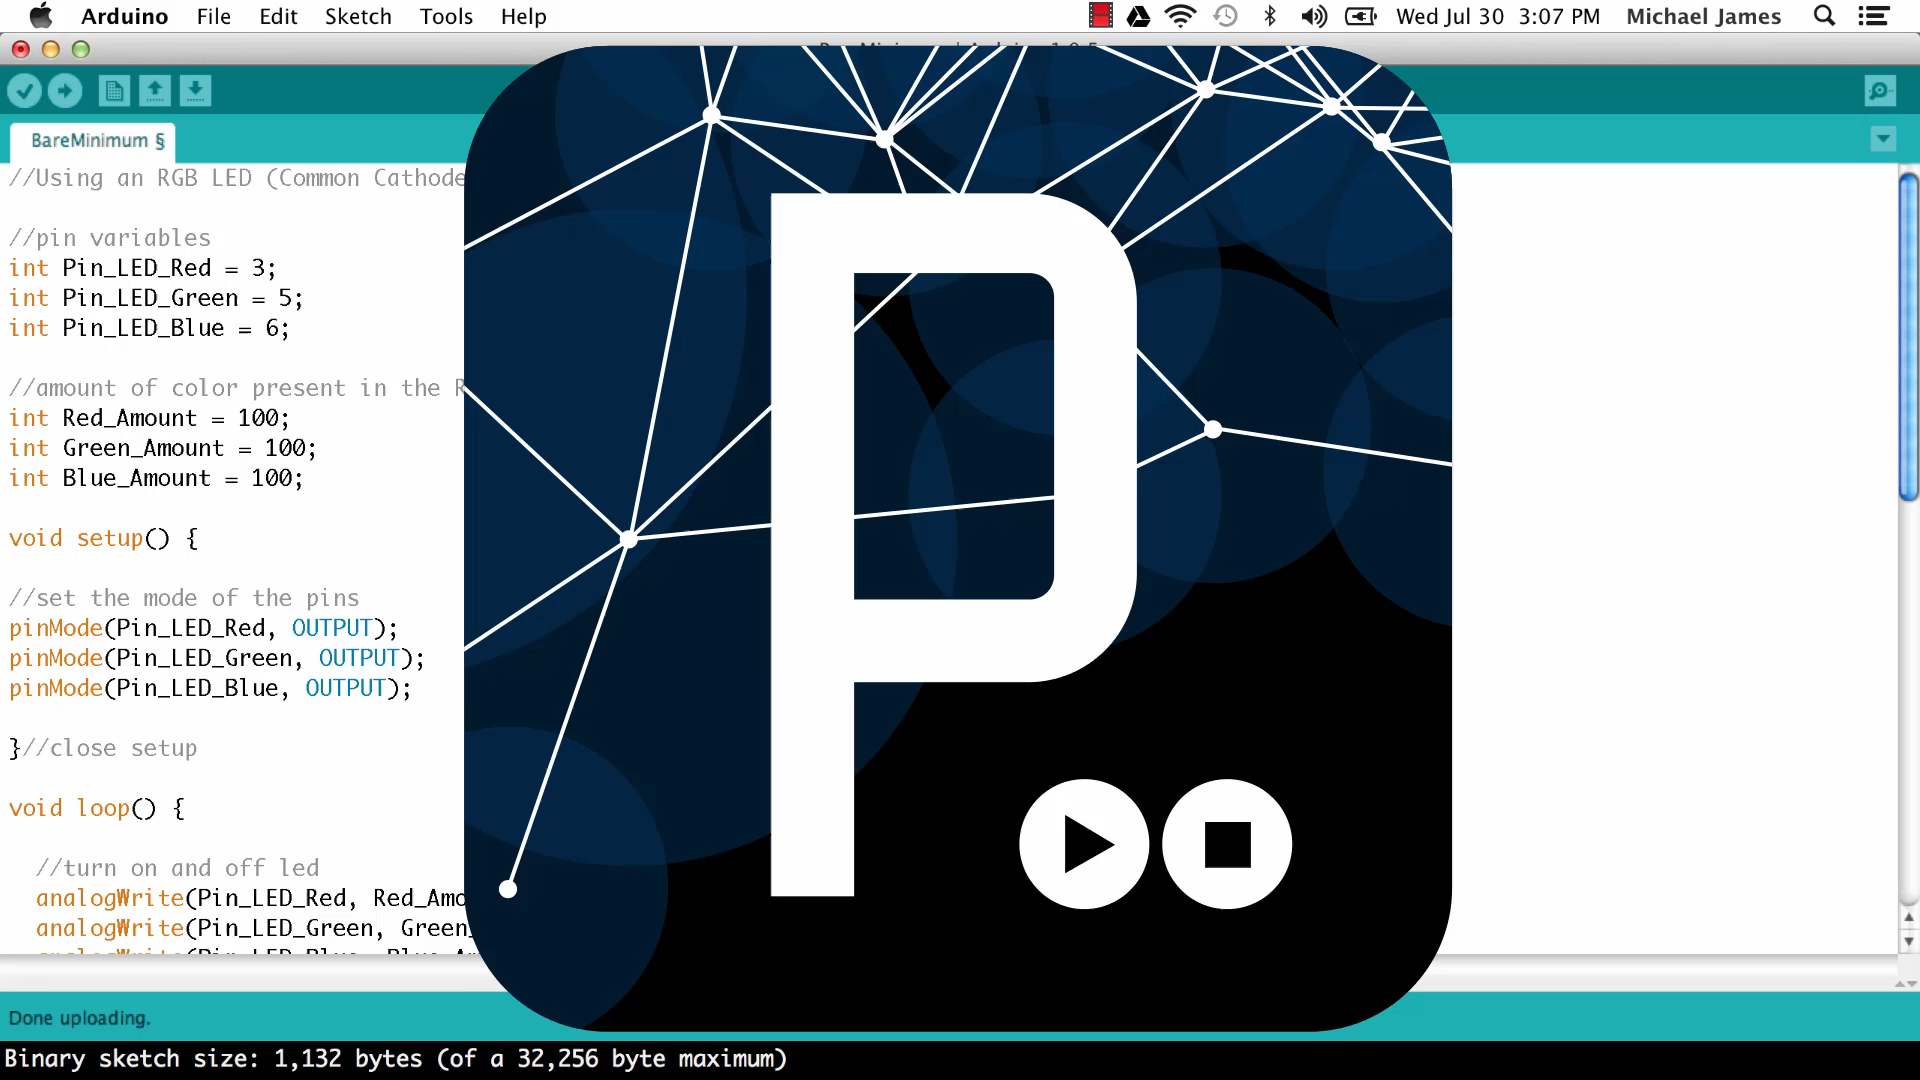 Arduino File Edit Sketch Tools Help Wed Jul 30 3:07 PM Michael James
BareMinimum §
//Using an RGB LED (Common Cathode
//pin variables
int Pin_LED_Red = 3;
int Pin_LED_Green = 5;
int Pin_LED_Blue = 6;
//amount of color present in the R
int Red_Amount = 100;
int Green_Amount = 100;
int Blue_Amount = 100;
void setup() {
//set the mode of the pins
pinMode(Pin_LED_Red, OUTPUT);
pinMode(Pin_LED_Green, OUTPUT);
pinMode(Pin_LED_Blue, OUTPUT);
}//close setup
void loop() {
//turn on and off led
analogWrite(Pin_LED_Red, Red_Amo
analogWrite(Pin_LED_Green, Green_
P
Done uploading.
Binary sketch size: 1,132 bytes (of a 32,256 byte maximum)